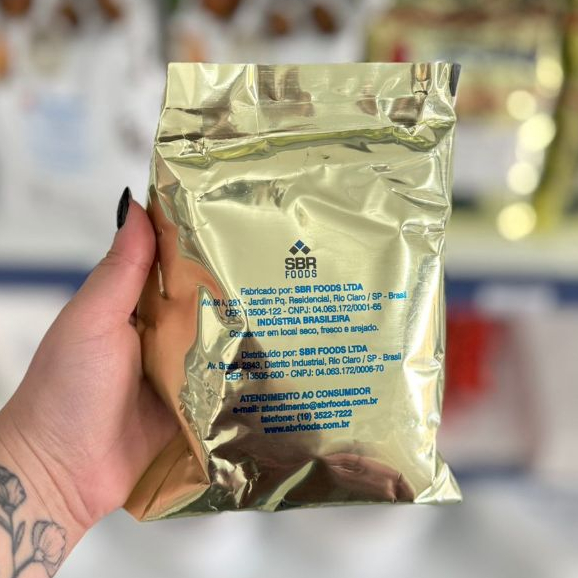 SBR
FOODS
Fabricado por: SBR FOODS LTDA
Av. 86 A, 281 - Jardim Pq. Residencial, Rio Claro / SP - Brasil
CEP: 13506-122 - CNPJ: 04.063.172/0001-65
INDÚSTRIA BRASILEIRA
Conservar em local seco, fresco e arejado.
Distribuído por: SBR FOODS LTDA
Av. Brasil, 2843, Distrito Industrial, Rio Claro / SP - Brasil
CEP: 13505-600 - CNPJ: 04.063.172/0006-70
ATENDIMENTO AO CONSUMIDOR
e-mail: atendimento@sbrfoods.com.br
telefone: (19) 3522-7222
www.sbrfoods.com.br